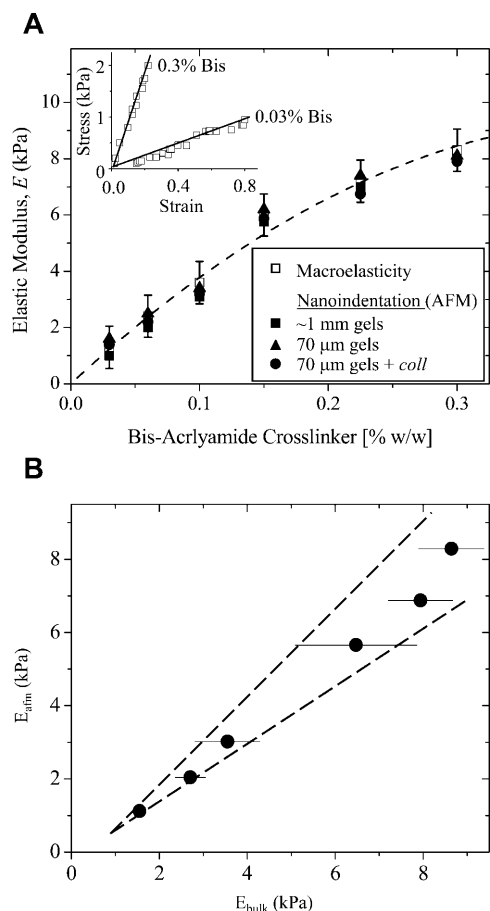 A
Elastic Modulus, E (kPa)
10
8
6
4
2
0
0.0
0.1
0.2
0.3
Bis-Acrlyamide Crosslinker [% w/w]
Stress (kPa)
2
1
0
0.0
0.4
0.8
Strain
0.3% Bis
0.03% Bis
Macroelasticity
Nanoindentation (AFM)
~1 mm gels
70 μm gels
70 μm gels + coll
B
E_afm (kPa)
8
6
4
2
0
0
2
4
6
8
E_bulk (kPa)